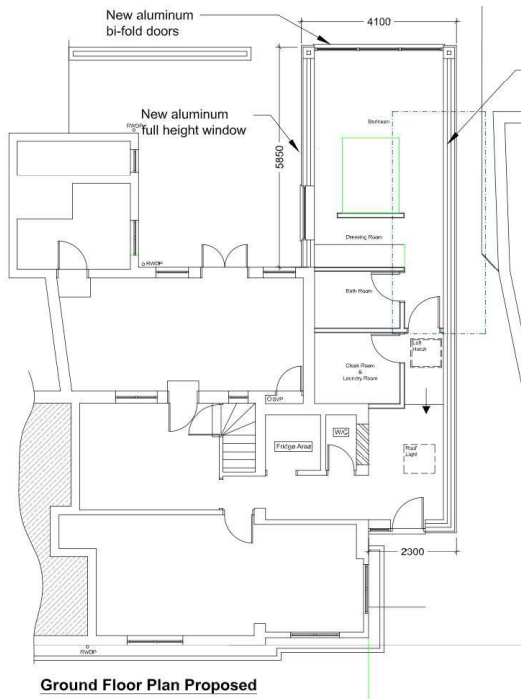 New aluminum
bi-fold doors
4100
New aluminum
full height window
5850
Bedroom
RWDP
Dressing Room
RWDP
Bath Room
Loft
Hatch
Cloak Room
&
Laundry Room
SVP
W/C
Fridge Area
Roof
Light
2300
RWDP
Ground Floor Plan Proposed